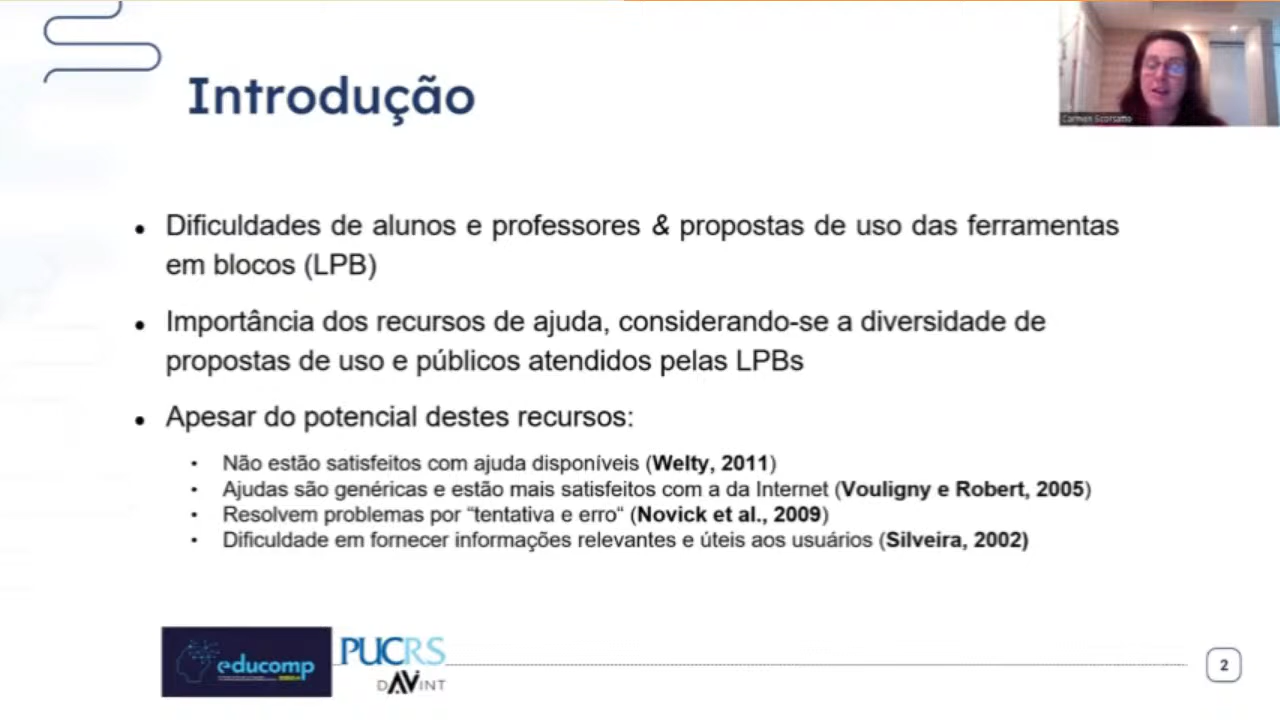 Introdução
Carmen Scorsatto
Dificuldades de alunos e professores & propostas de uso das ferramentas
em blocos (LPB)
Importância dos recursos de ajuda, considerando-se a diversidade de
propostas de uso e públicos atendidos pelas LPBs
Apesar do potencial destes recursos:
Não estão satisfeitos com ajuda disponíveis (Welty, 2011)
Ajudas são genéricas e estão mais satisfeitos com a da Internet (Vouligny e Robert, 2005)
Resolvem problemas por “tentativa e erro“ (Novick et al., 2009)
Dificuldade em fornecer informações relevantes e úteis aos usuários (Silveira, 2002)
educomp
PUCRS
DAVINT
2